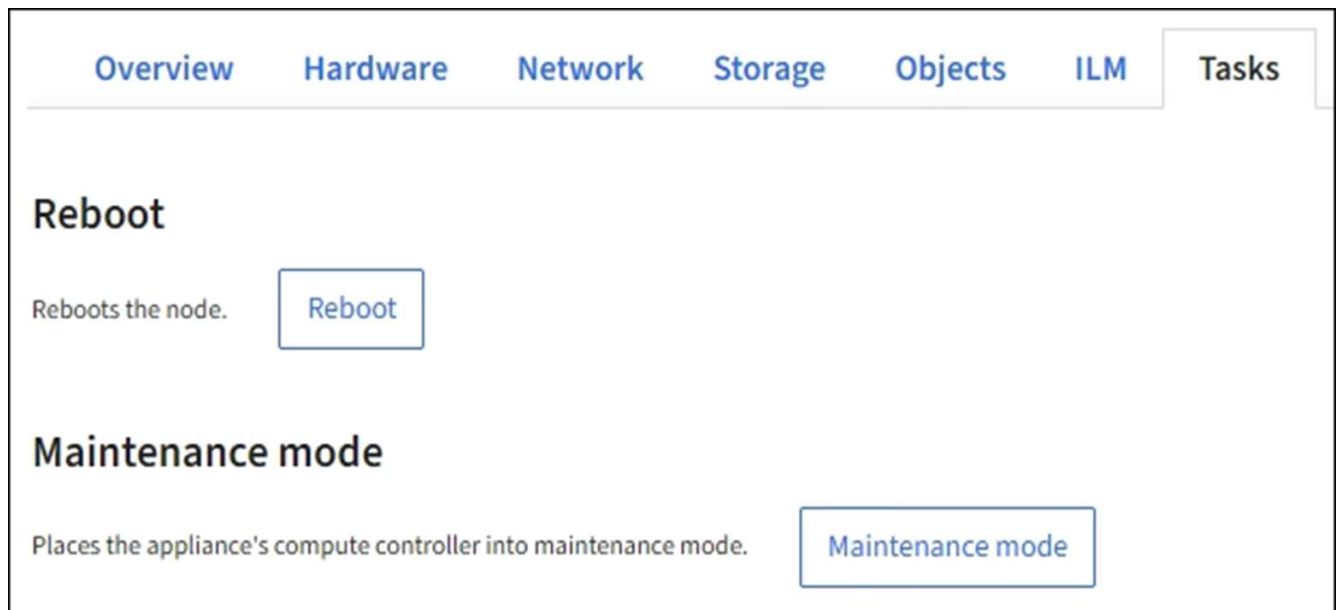 Overview Hardware Network Storage Objects ILM Tasks
Reboot
Reboots the node. Reboot
Maintenance mode
Places the appliance's compute controller into maintenance mode. Maintenance mode